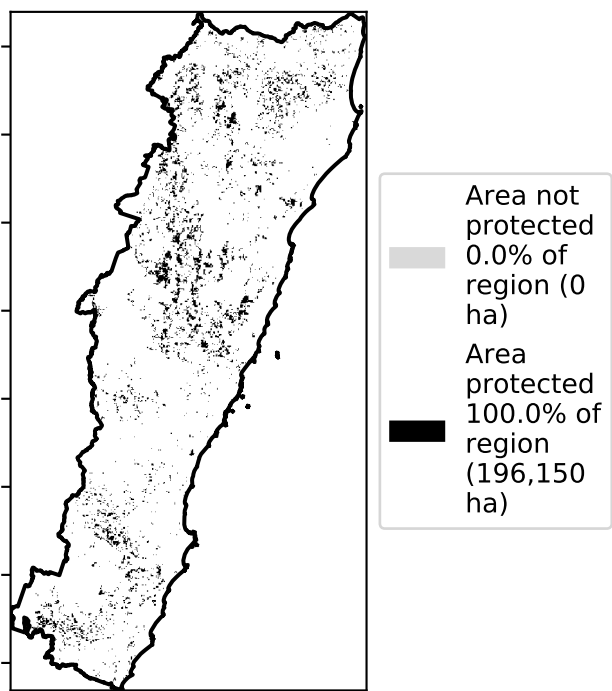 Area not
protected
0.0% of
region (0
ha)
Area
protected
100.0% of
region
(196,150
ha)